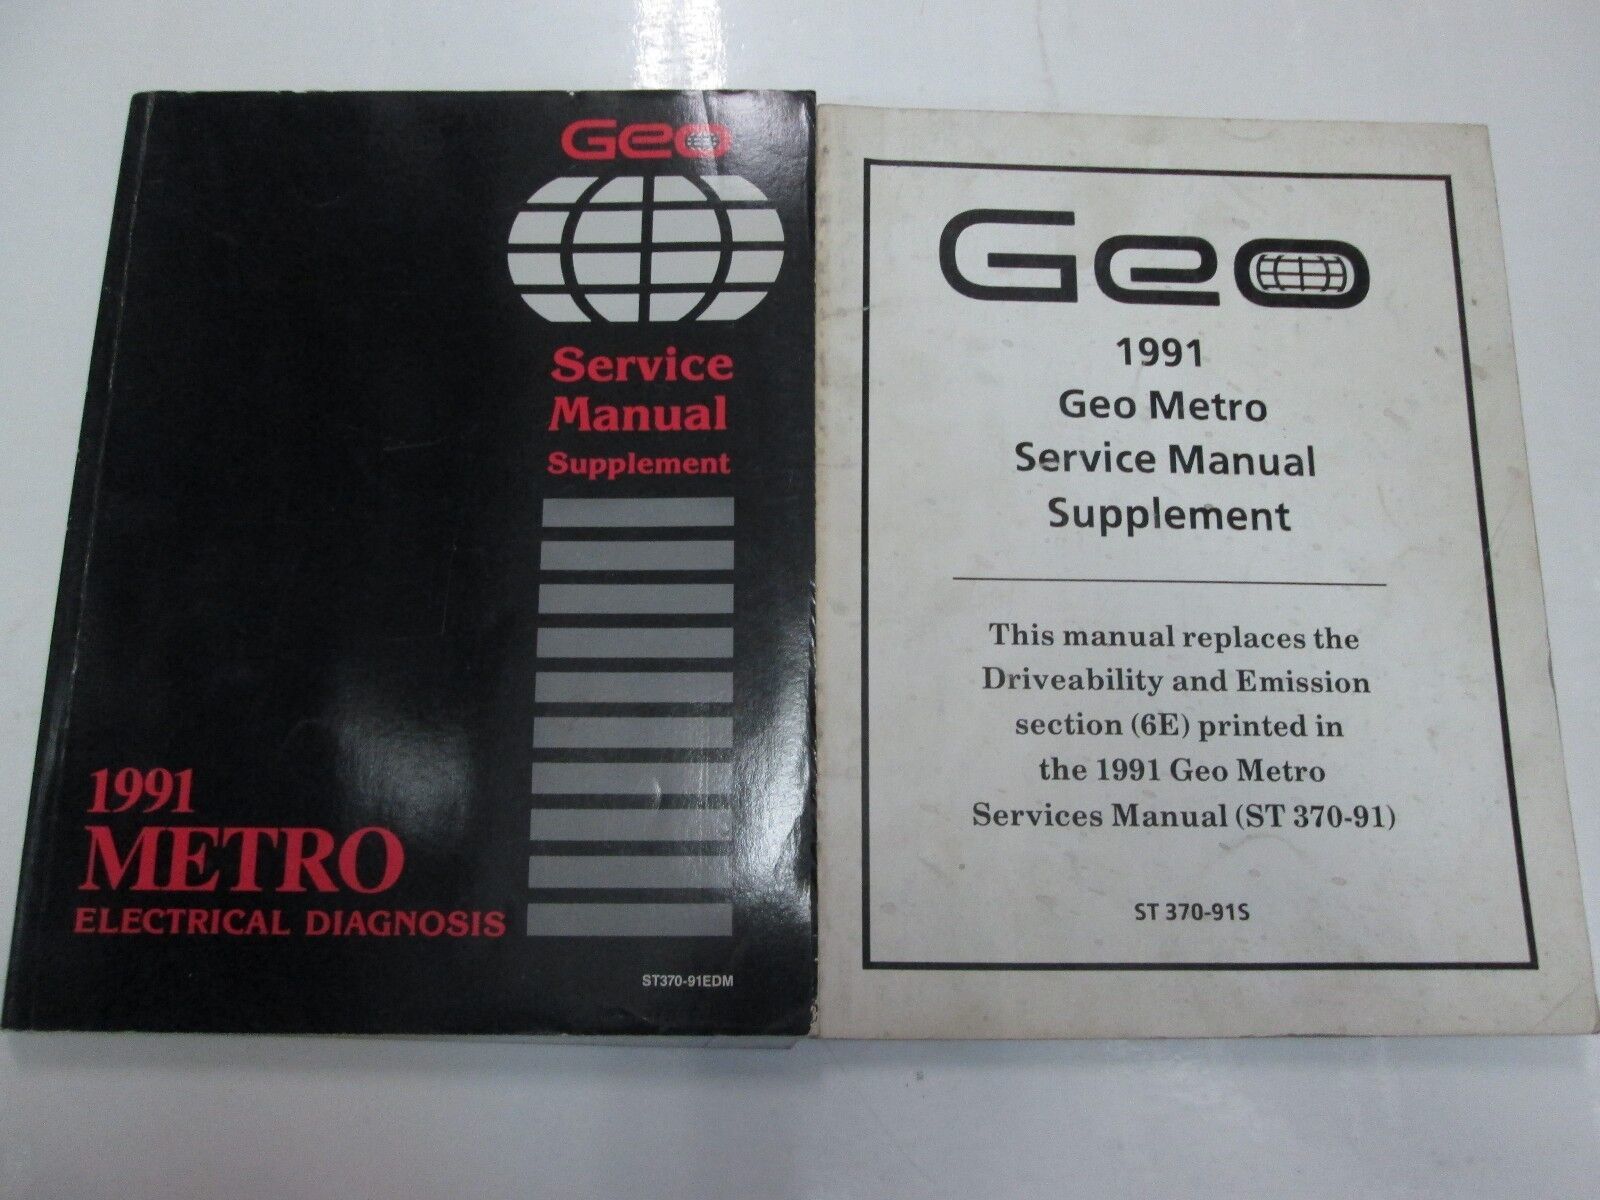 Geo
Service
Manual
Supplement
1991
METRO
ELECTRICAL DIAGNOSIS
ST370-91EDM
Geo
1991
Geo Metro
Service Manual
Supplement
This manual replaces the
Driveability and Emission
section (6E) printed in
the 1991 Geo Metro
Services Manual (ST 370-91)
ST 370-91S